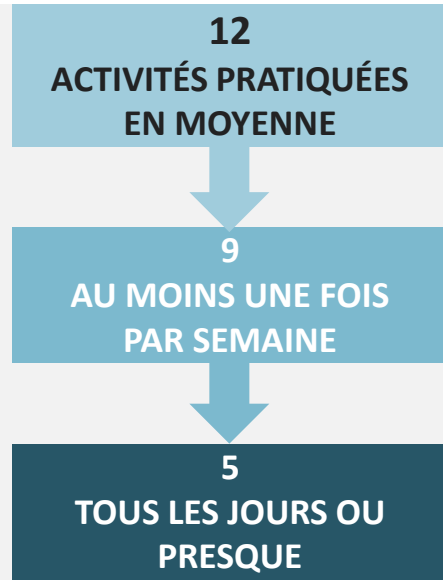 12
ACTIVITÉS PRATIQUÉES
EN MOYENNE
9
AU MOINS UNE FOIS
PAR SEMAINE
5
TOUS LES JOURS OU
PRESQUE